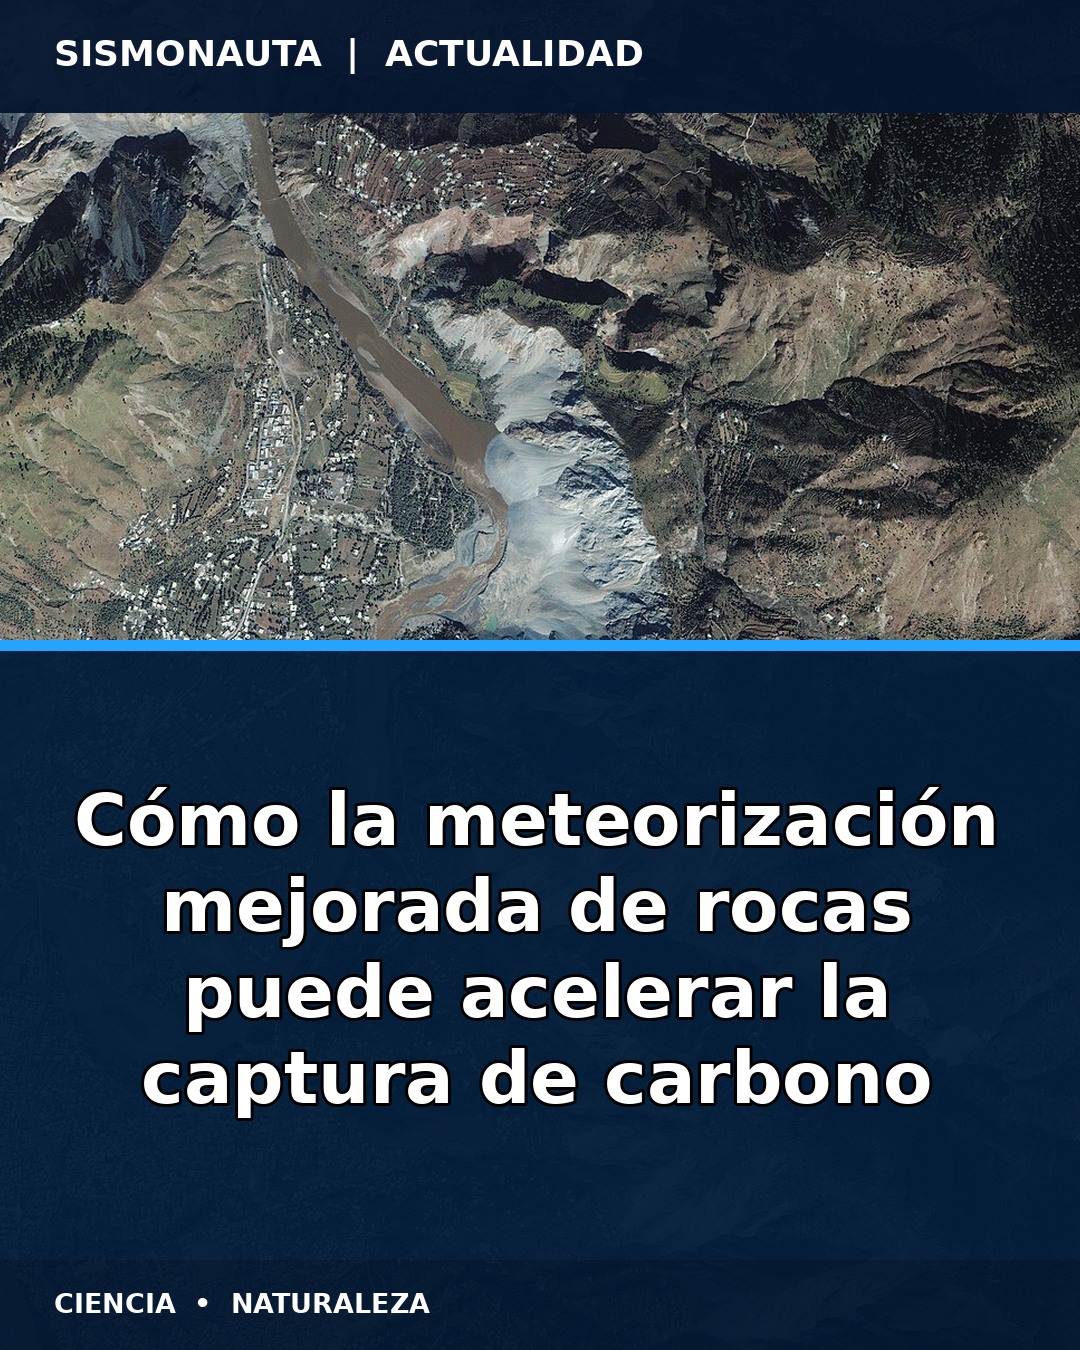 SISMONAUTA | ACTUALIDAD
Cómo la meteorización
mejorada de rocas
puede acelerar la
captura de carbono
CIENCIA • NATURALEZA